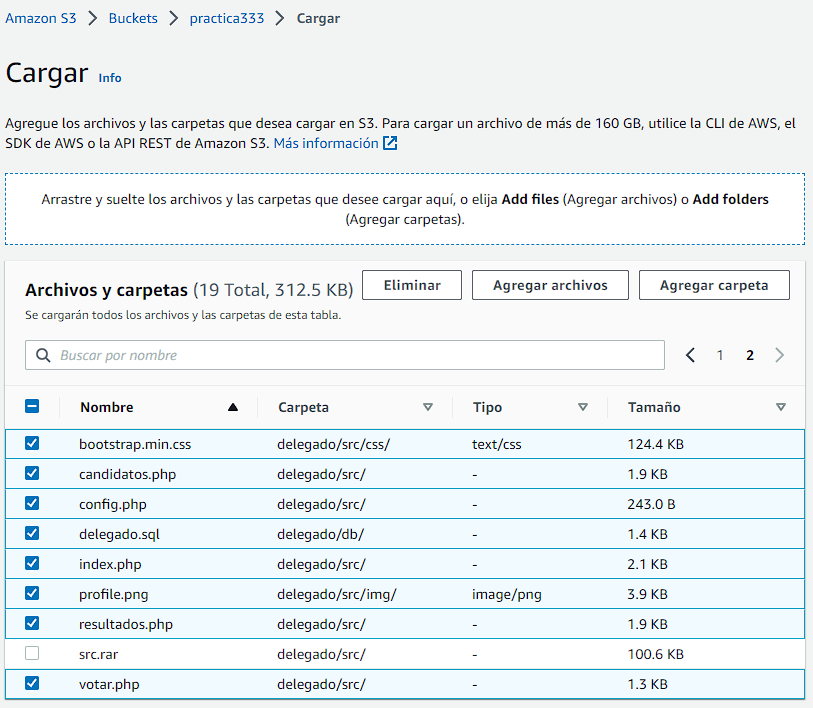 Amazon S3 > Buckets > practica333 > Cargar
Cargar Info
Agregue los archivos y las carpetas que desea cargar en S3. Para cargar un archivo de más de 160 GB, utilice la CLI de AWS, el
SDK de AWS o la API REST de Amazon S3. Más información
Arrastre y suelte los archivos y las carpetas que desee cargar aquí, o elija Add files (Agregar archivos) o Add folders
(Agregar carpetas).
Archivos y carpetas (19 Total, 312.5 KB) Eliminar Agregar archivos Agregar carpeta
Se cargarán todos los archivos y las carpetas de esta tabla.
Buscar por nombre < 1 2 >
Nombre Carpeta Tipo Tamaño
bootstrap.min.css delegado/src/css/ text/css 124.4 KB
candidatos.php delegado/src/ - 1.9 KB
config.php delegado/src/ - 243.0 B
delegado.sql delegado/db/ - 1.4 KB
index.php delegado/src/ - 2.1 KB
profile.png delegado/src/img/ image/png 3.9 KB
resultados.php delegado/src/ - 1.9 KB
src.rar delegado/src/ - 100.6 KB
votar.php delegado/src/ - 1.3 KB